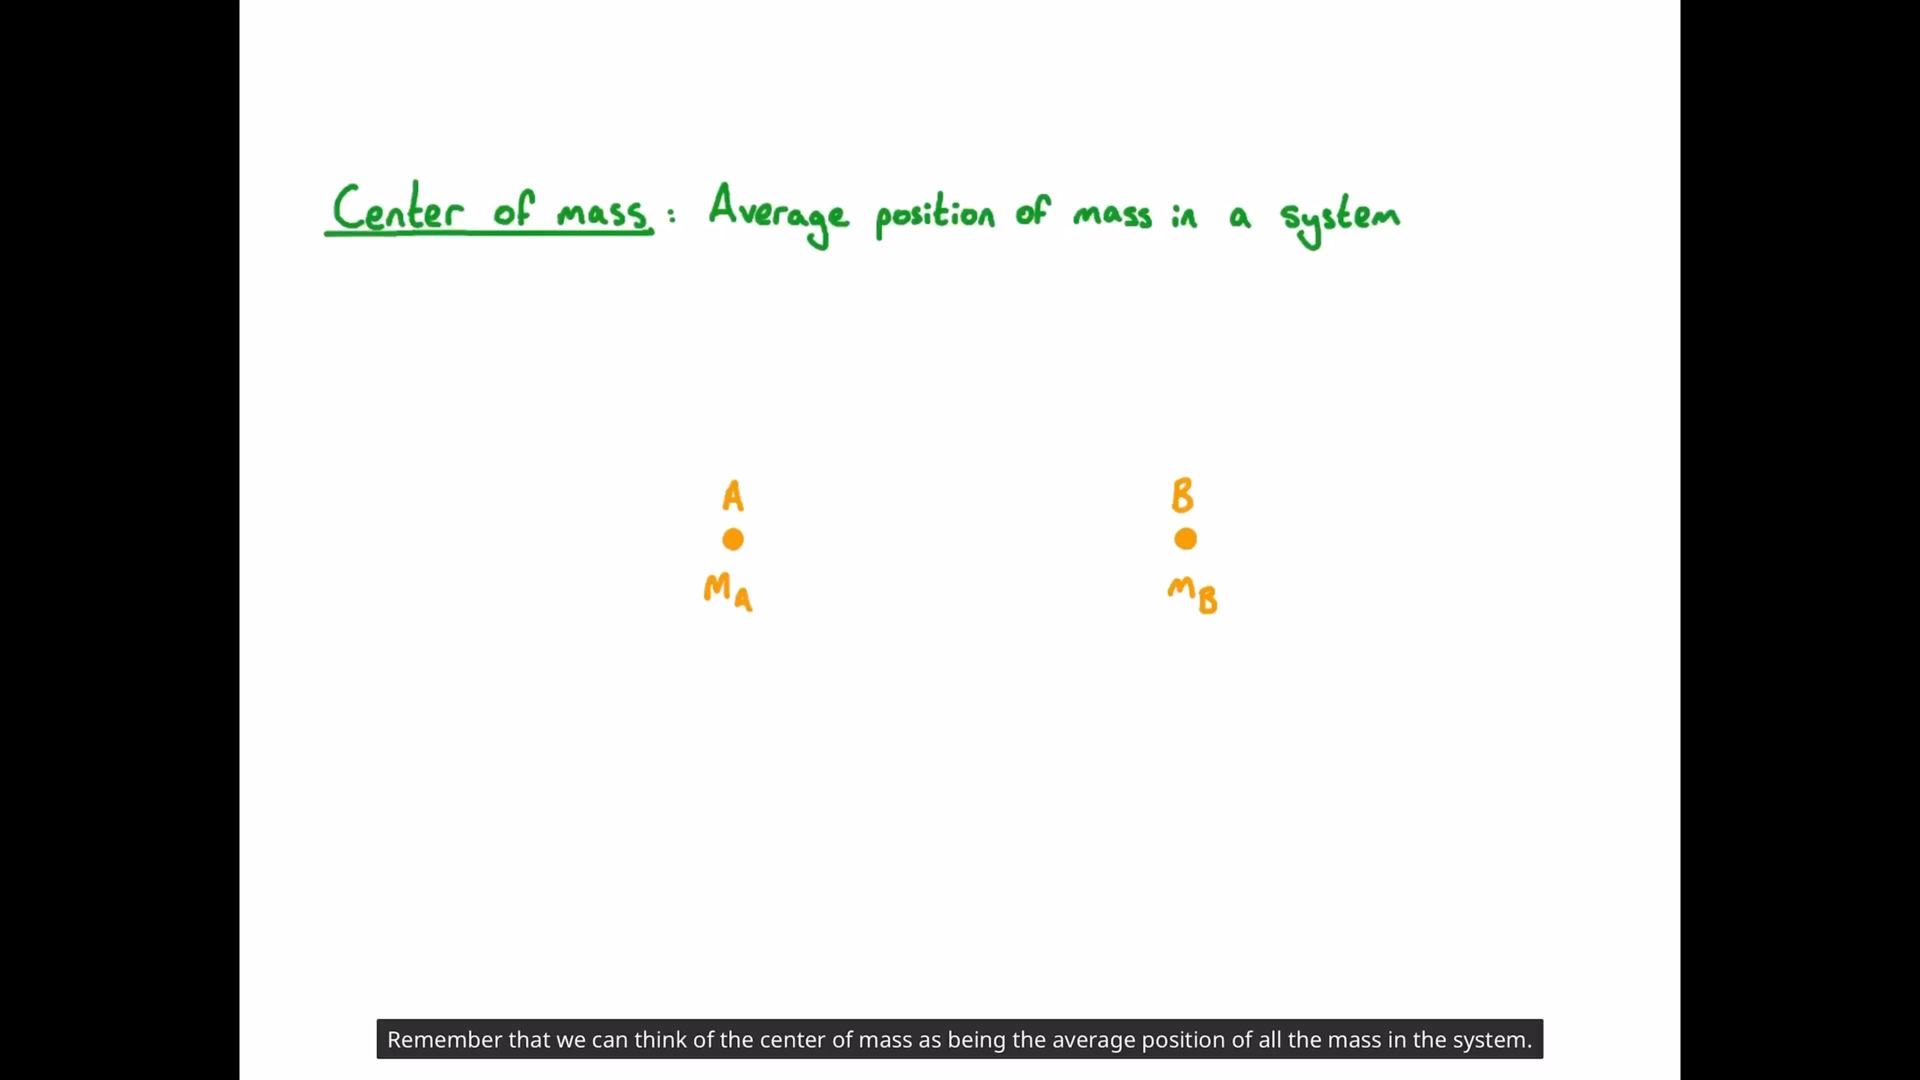 Center of mass: Average position of mass in a system
A B
MA mB
Remember that we can think of the center of mass as being the average position of all the mass in the system.